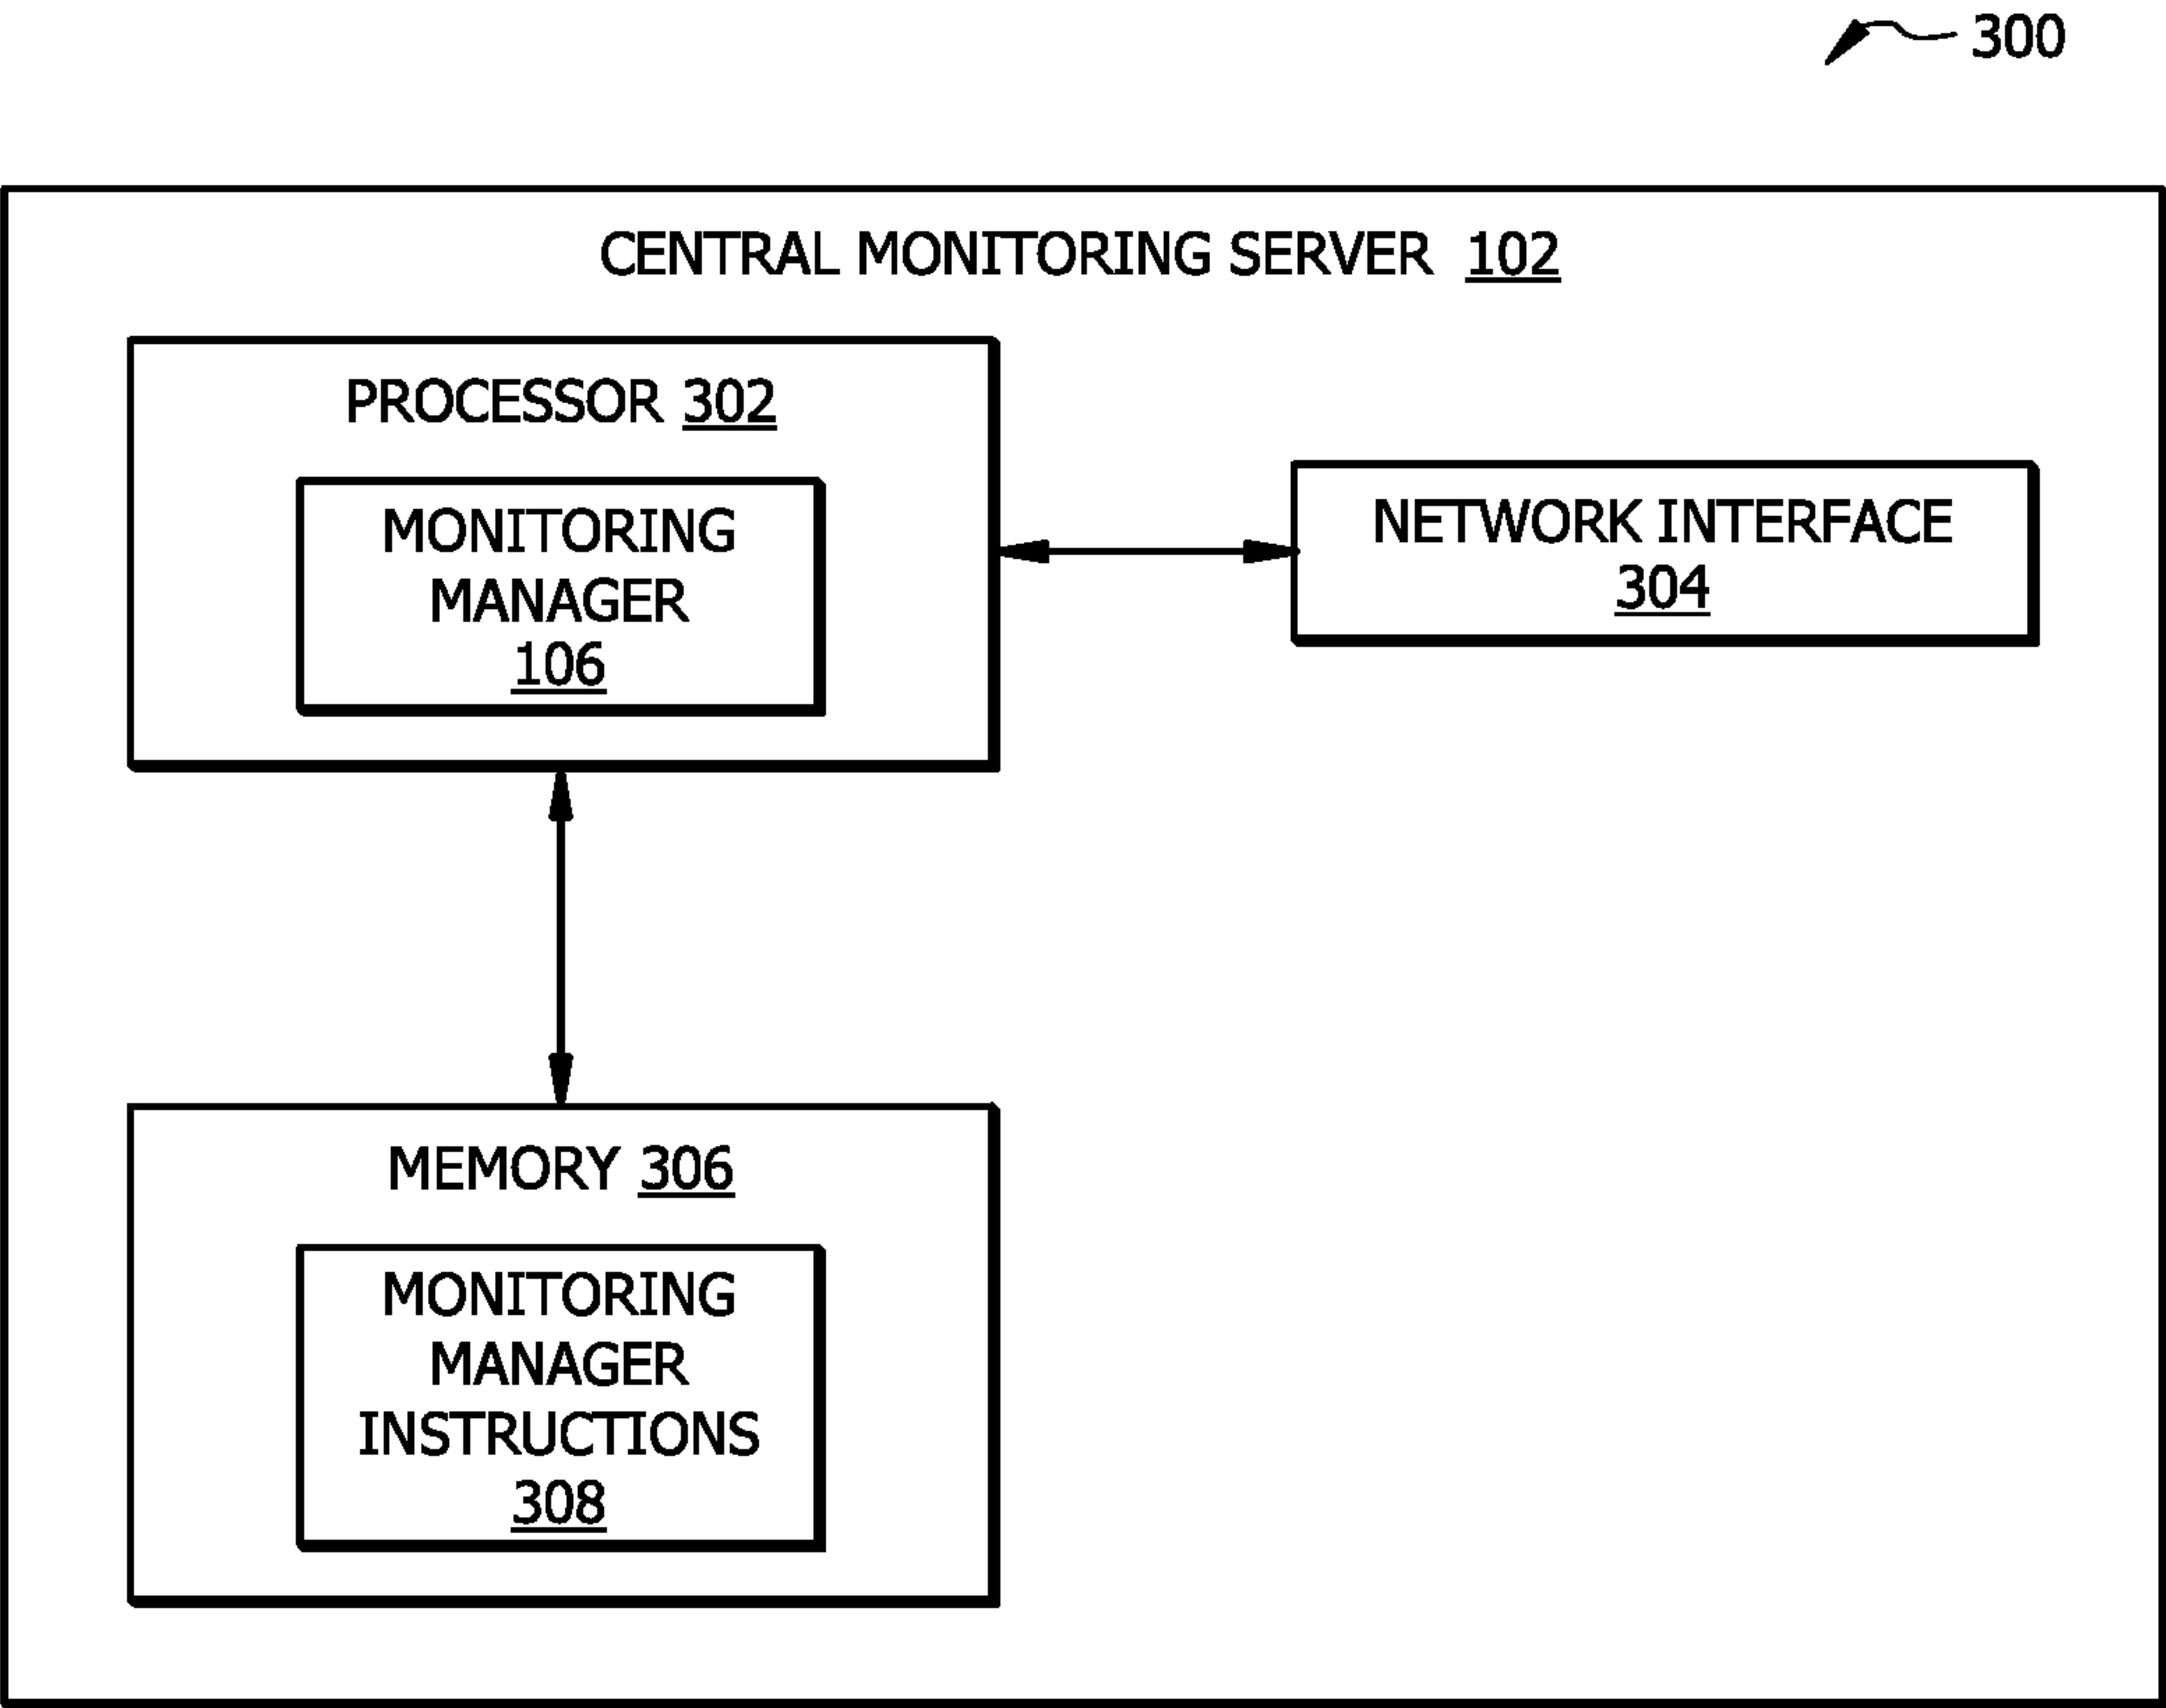 300
CENTRAL MONITORING SERVER 102
PROCESSOR 302
MONITORING
MANAGER
106
NETWORK INTERFACE
304
MEMORY 306
MONITORING
MANAGER
INSTRUCTIONS
308